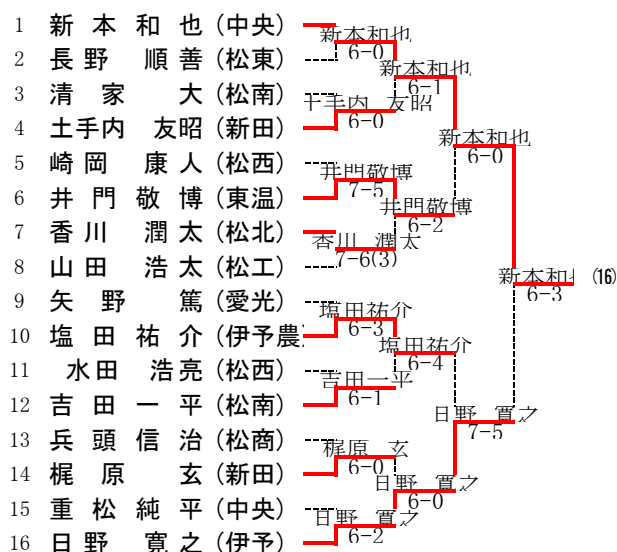 1 新本和也 (中央)
2 長野 順善 (松東)
3 清家 大 (松南)
4 土手内 友昭 (新田)
5 崎岡 康人 (松西)
6 井門敬博 (東温)
7 香川 潤太 (松北)
8 山田 浩太 (松工)
9 矢野 篤 (愛光)
10 塩田祐介 (伊予農)
11 水田 浩亮 (松西)
12 吉田一平 (松南)
13 兵頭信治 (松商)
14 梶原 玄 (新田)
15 重松純平 (中央)
16 日野 寛之 (伊予)
新本和也
6-0
土手内 友昭
6-0
井門敬博
7-5
香川 潤太
7-6(3)
塩田祐介
6-3
吉田一平
6-1
梶原 玄
6-0
日野 寛之
6-2
新本和也
6-1
井門敬博
6-2
塩田祐介
6-4
日野 寛之
6-0
新本和也
6-0
日野 寛之
7-5
新本和也 (16)
6-3